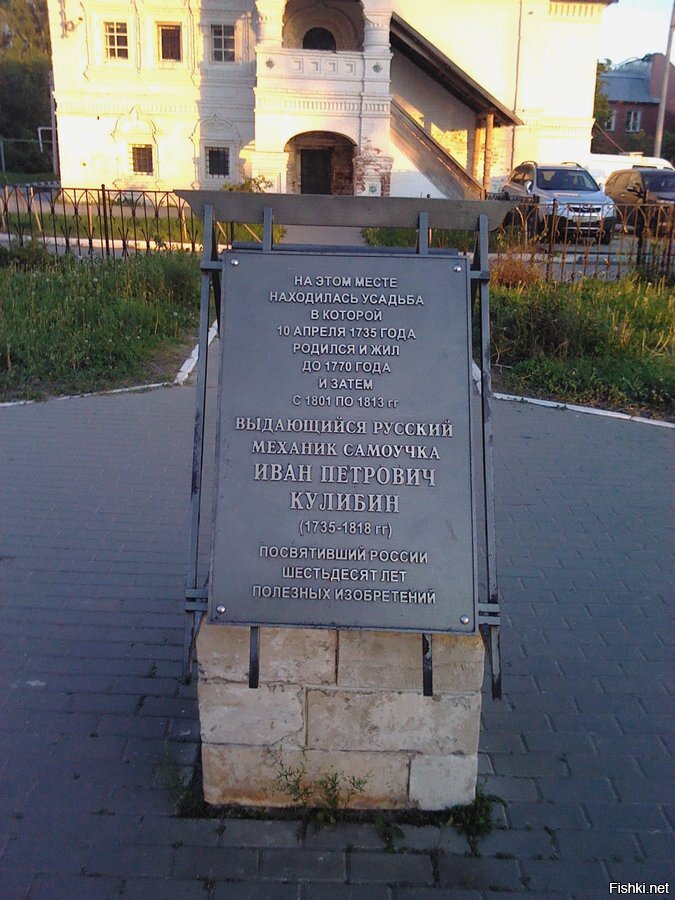 НА ЭТОМ МЕСТЕ
НАХОДИЛАСЬ УСАДЬБА
В КОТОРОЙ
10 АПРЕЛЯ 1735 ГОДА
РОДИЛСЯ И ЖИЛ
ДО 1770 ГОДА
И ЗАТЕМ
С 1801 ПО 1813 гг
ВЫДАЮЩИЙСЯ РУССКИЙ
МЕХАНИК САМОУЧКА
ИВАН ПЕТРОВИЧ
КУЛИБИН
(1735-1818 гг)
ПОСВЯТИВШИЙ РОССИИ
ШЕСТЬДЕСЯТ ЛЕТ
ПОЛЕЗНЫХ ИЗОБРЕТЕНИЙ
Fishki.net